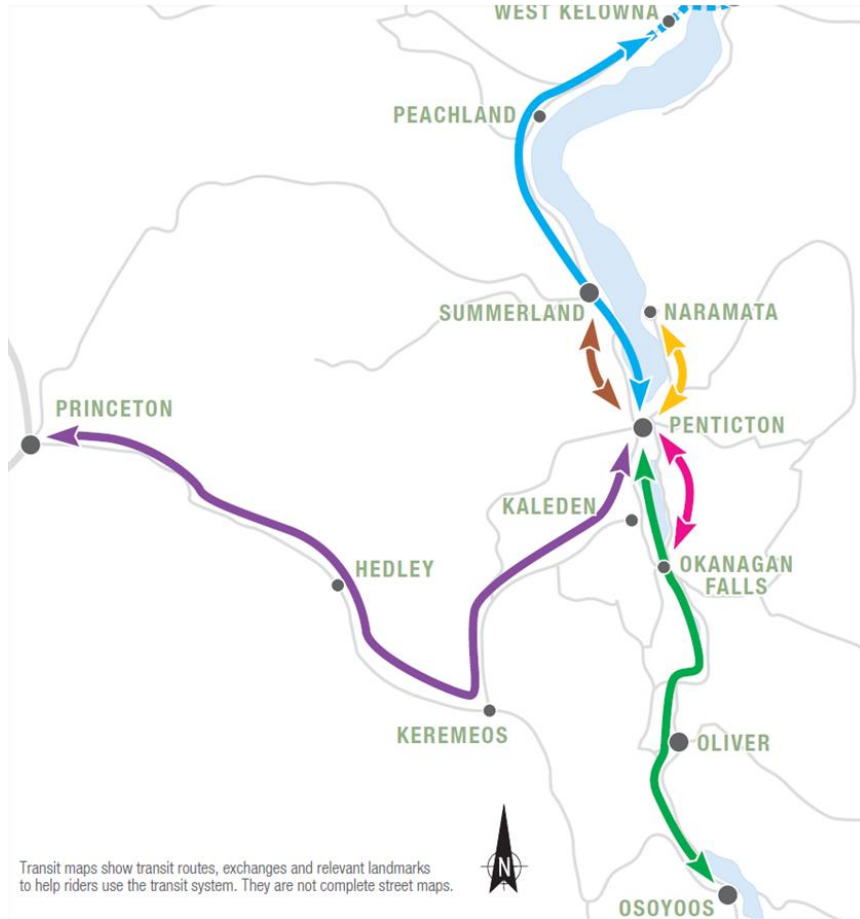 WEST KELOWNA
PEACHLAND
SUMMERLAND
NARAMATA
PRINCETON
PENTICTON
KALEDEN
HEDLEY
OKANAGAN
FALLS
KEREMEOS
OLIVER
Transit maps show transit routes, exchanges and relevant landmarks
to help riders use the transit system. They are not complete street maps.
N
OSOYOOS